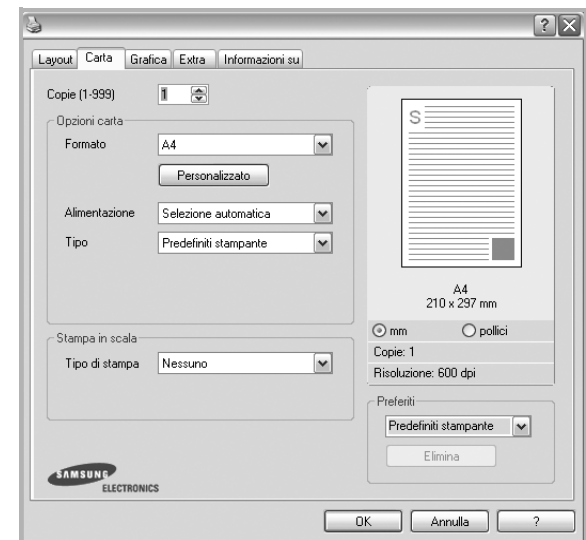 Layout Carta Grafica Extra Informazioni su
Copie (1-999) 1
Opzioni carta
Formato A4
Personalizzato
Alimentazione Selezione automatica
Tipo Predefiniti stampante
Stampa in scala
Tipo di stampa Nessuno
SAMSUNG
ELECTRONICS
S
A4
210 x 297 mm
mm pollici
Copie: 1
Risoluzione: 600 dpi
Preferiti
Predefiniti stampante
Elimina
OK Annulla ?